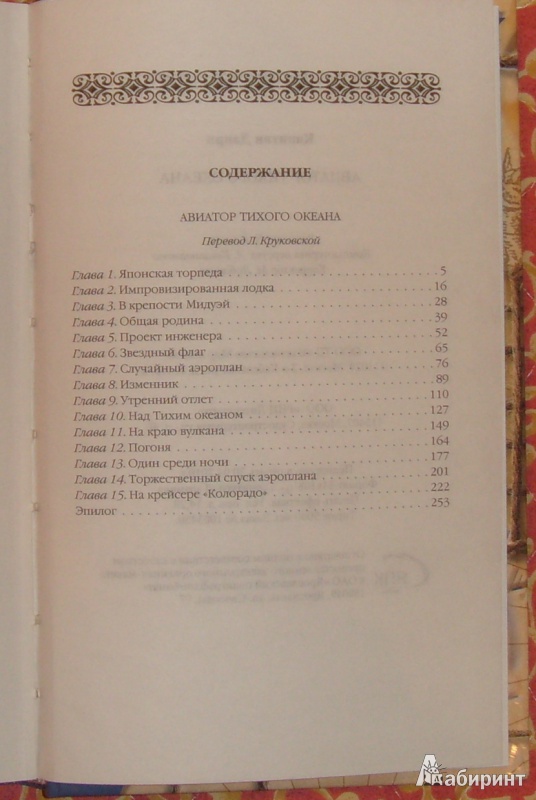 СОДЕРЖАНИЕ
АВИАТОР ТИХОГО ОКЕАНА
Перевод Л. Круковской
Глава 1. Японская торпеда 5
Глава 2. Импровизированная лодка 16
Глава 3. В крепости Мидуэй 28
Глава 4. Общая родина 39
Глава 5. Проект инженера 52
Глава 6. Звездный флаг 65
Глава 7. Случайный аэроплан 76
Глава 8. Изменник 89
Глава 9. Утренний отлет 110
Глава 10. Над Тихим океаном 127
Глава 11. На краю вулкана 149
Глава 12. Погоня 164
Глава 13. Один среди ночи 177
Глава 14. Торжественный спуск аэроплана 201
Глава 15. На крейсере «Колорадо» 222
Эпилог 253
Лабиринт